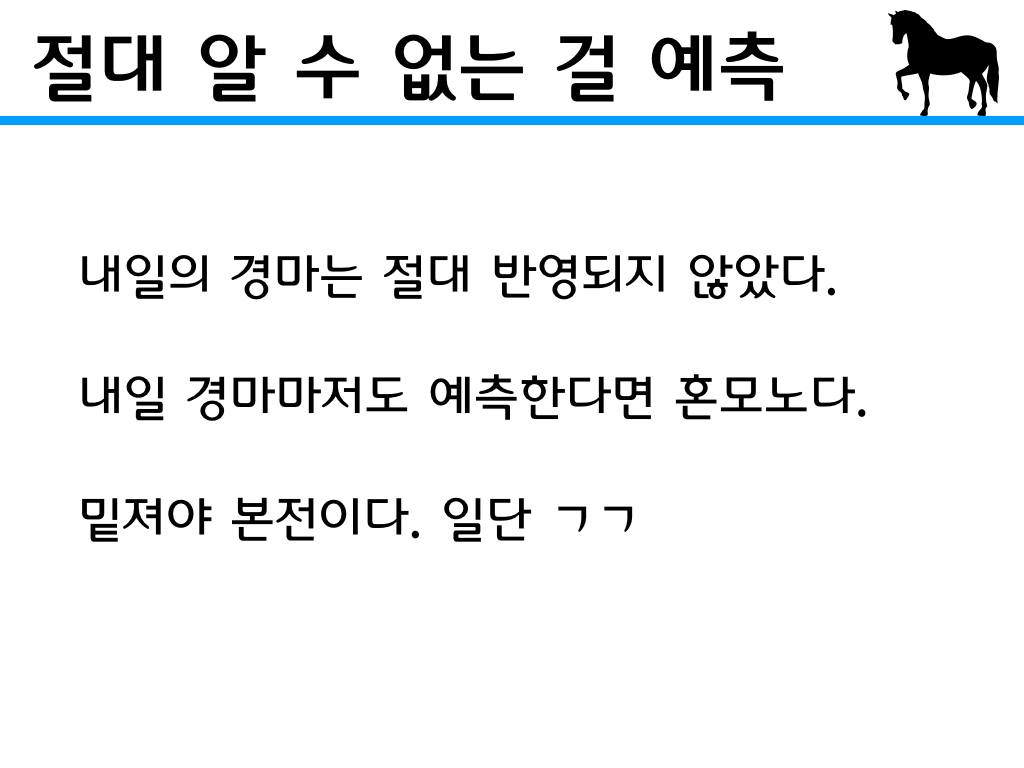 절대 알 수 없는 걸 예측
내일의 경마는 절대 반영되지 않았다.
내일 경마마저도 예측한다면 혼모노다.
밑져야 본전이다. 일단 ㄱㄱ